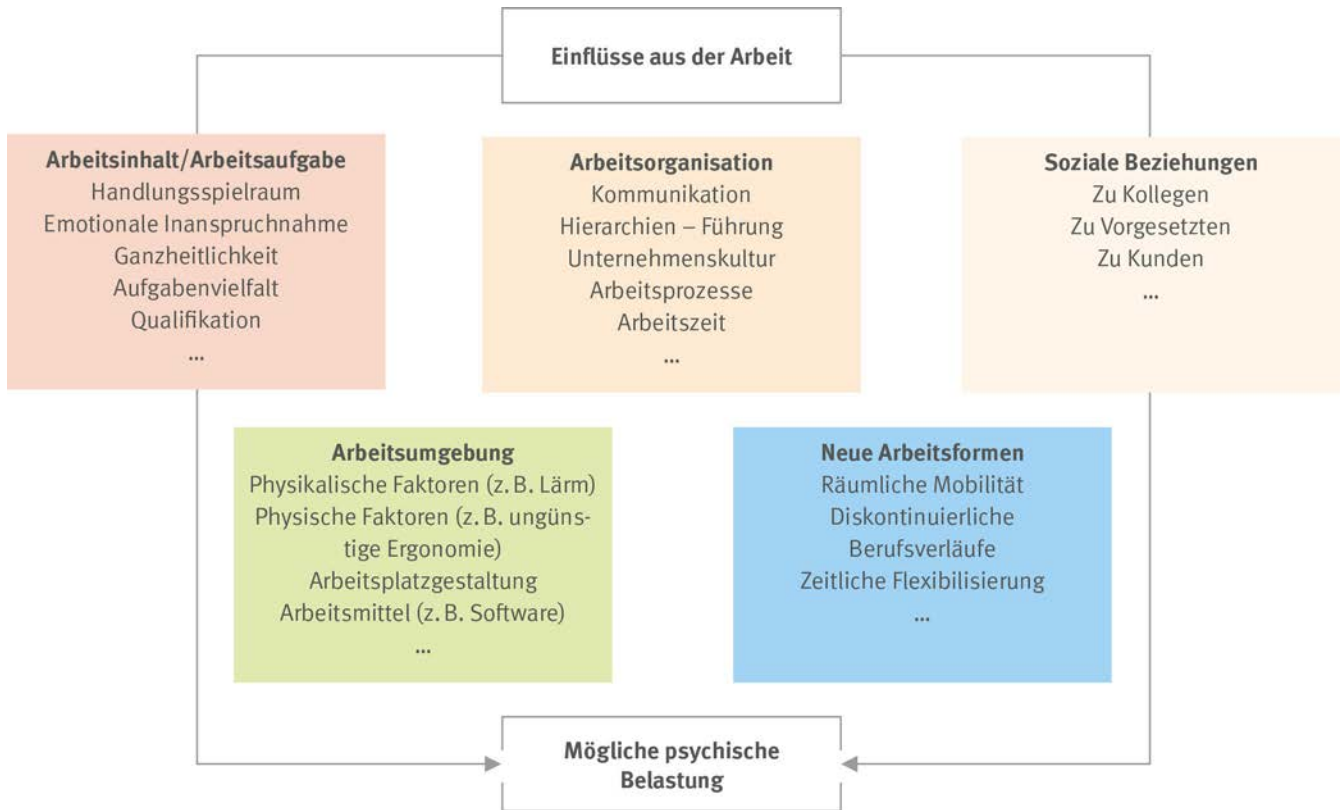 Einflüsse aus der Arbeit
Arbeitsinhalt/Arbeitsaufgabe
Handlungsspielraum
Emotionale Inanspruchnahme
Ganzheitlichkeit
Aufgabenvielfalt
Qualifikation
...
Arbeitsorganisation
Kommunikation
Hierarchien – Führung
Unternehmenskultur
Arbeitsprozesse
Arbeitszeit
...
Soziale Beziehungen
Zu Kollegen
Zu Vorgesetzten
Zu Kunden
...
Arbeitsumgebung
Physikalische Faktoren (z. B. Lärm)
Physische Faktoren (z. B. ungüns-
tige Ergonomie)
Arbeitsplatzgestaltung
Arbeitsmittel (z. B. Software)
...
Neue Arbeitsformen
Räumliche Mobilität
Diskontinuierliche
Berufsverläufe
Zeitliche Flexibilisierung
...
Mögliche psychische
Belastung